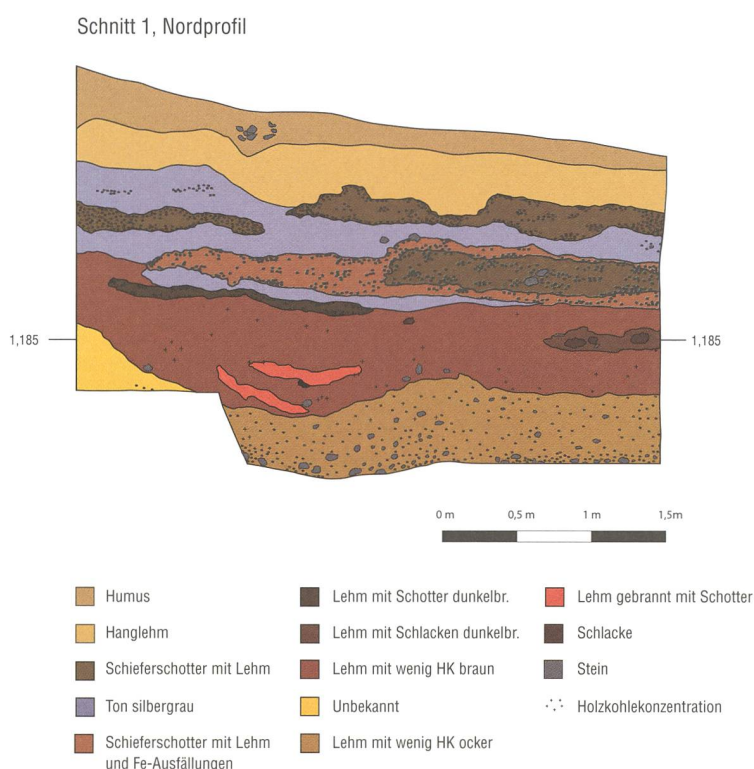 Schnitt 1, Nordprofil
1,185
1,185
0 m 0,5 m 1 m 1,5m
Humus
Hanglehm
Schieferschotter mit Lehm
Ton silbergrau
Schieferschotter mit Lehm
und Fe-Ausfällungen
Lehm mit Schotter dunkelbr.
Lehm mit Schlacken dunkelbr.
Lehm mit wenig HK braun
Unbekannt
Lehm mit wenig HK ocker
Lehm gebrannt mit Schotter
Schlacke
Stein
Holzkohlekonzentration